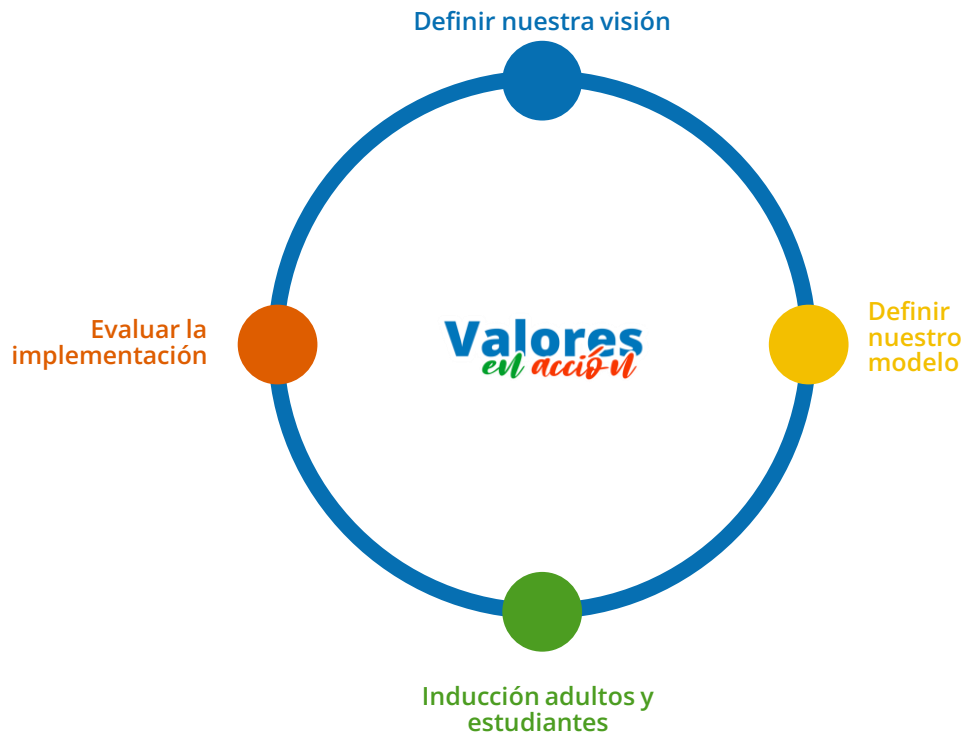 Definir nuestra visión
Definir
nuestro
modelo
Evaluar la
implementación
Valores
en acción
Inducción adultos y
estudiantes